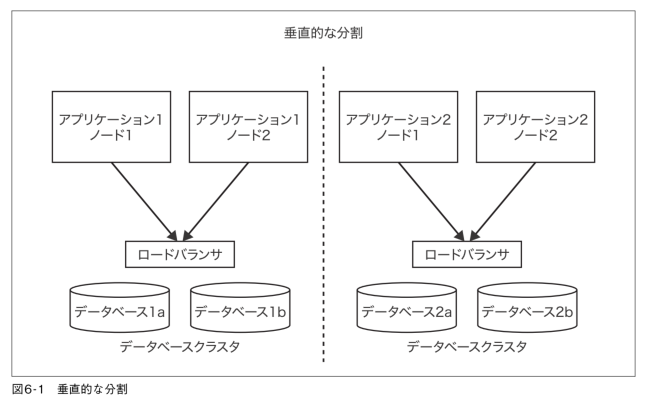 垂直的な分割
アプリケーション1
ノード1
アプリケーション1
ノード2
アプリケーション2
ノード1
アプリケーション2
ノード2
ロードバランサ
ロードバランサ
データベース1a
データベース1b
データベース2a
データベース2b
データベースクラスタ
データベースクラスタ
図6-1　垂直的な分割